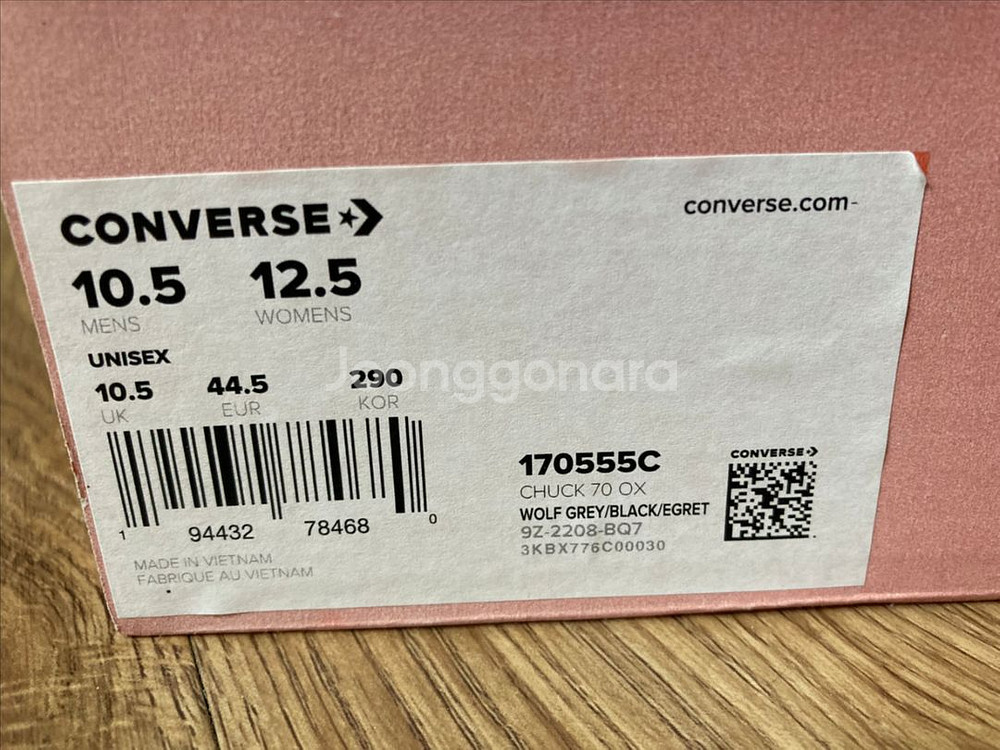 CONVERSE
converse.com-
10.5 12.5
MENS WOMENS
UNISEX
10.5 44.5 290
UK EUR KOR
Joonggonara
1 94432 78468 0
MADE IN VIETNAM
FABRIQUE AU VIETNAM
170555C
CHUCK 70 OX
WOLF GREY/BLACK/EGRET
9Z-2208-BQ7
3KBX776C00030
CONVERSE